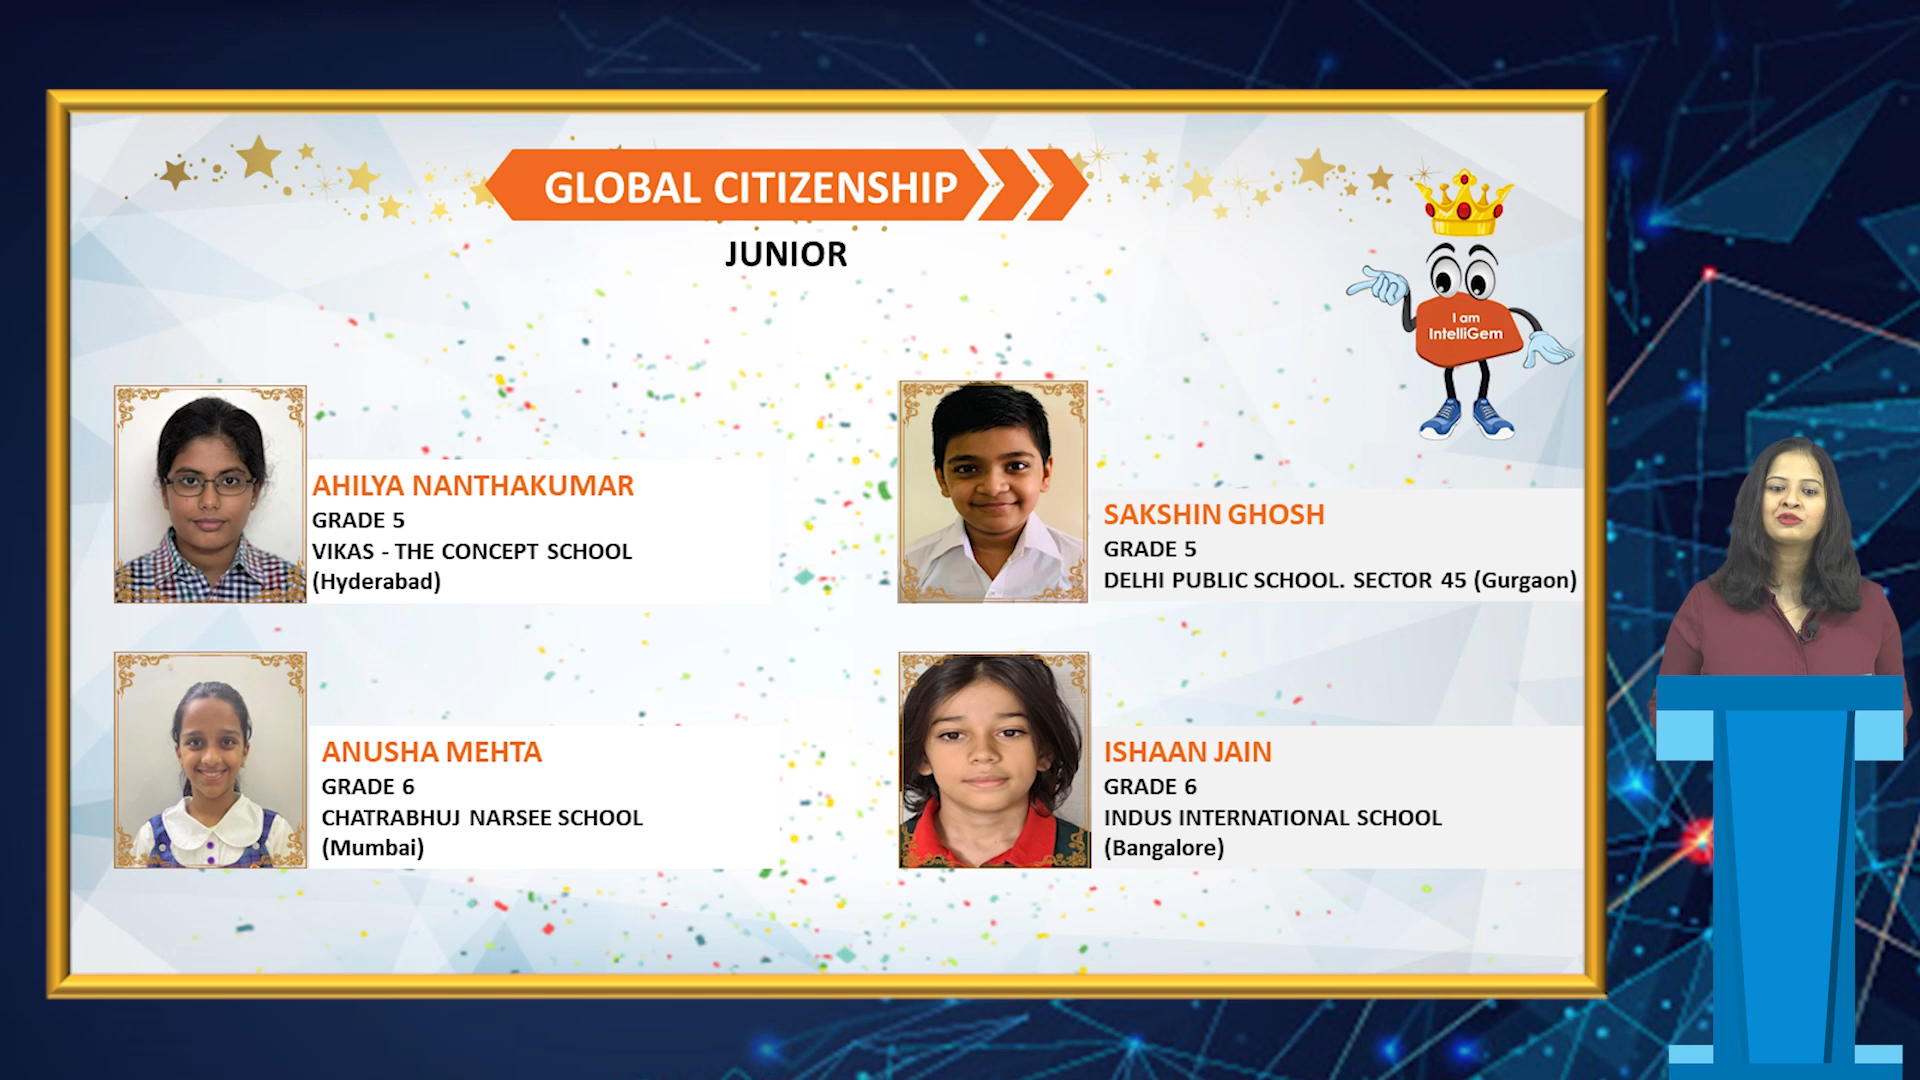 GLOBAL CITIZENSHIP
JUNIOR
I am
IntelliGem
AHILYA NANTHAKUMAR
GRADE 5
VIKAS - THE CONCEPT SCHOOL
(Hyderabad)
SAKSHIN GHOSH
GRADE 5
DELHI PUBLIC SCHOOL. SECTOR 45 (Gurgaon)
ANUSHA MEHTA
GRADE 6
CHATRABHUJ NARSEE SCHOOL
(Mumbai)
ISHAAN JAIN
GRADE 6
INDUS INTERNATIONAL SCHOOL
(Bangalore)